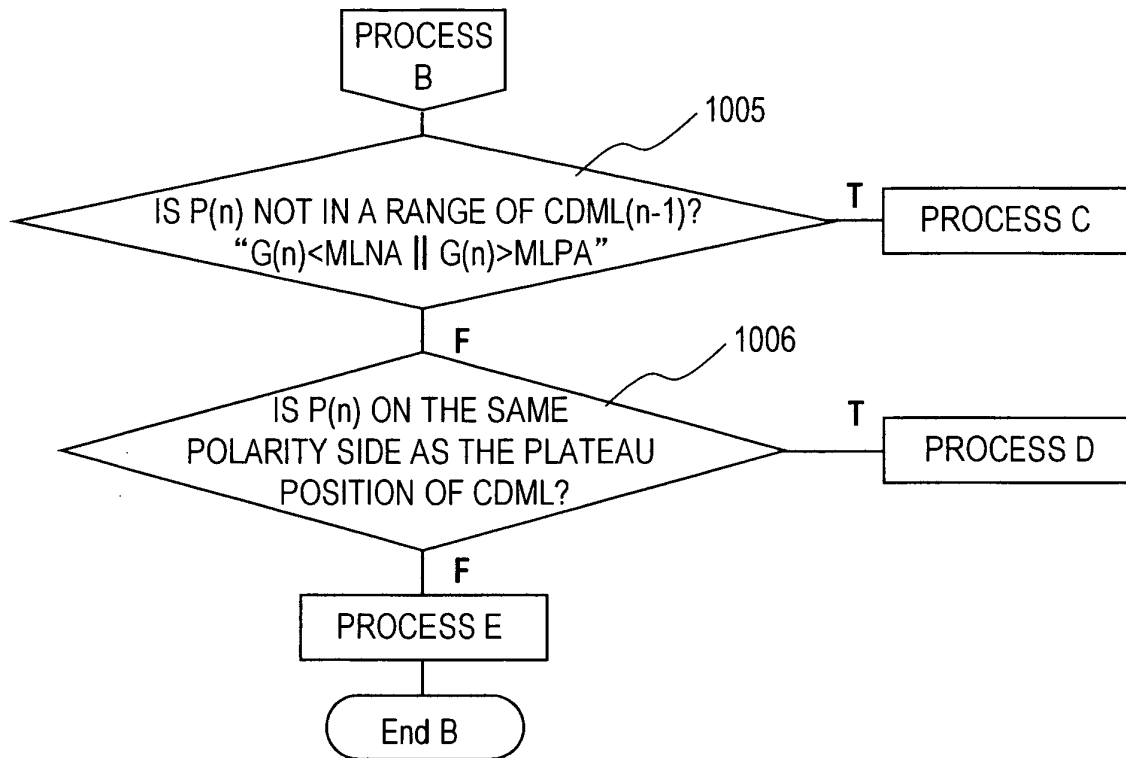 PROCESS
B
1005
IS P(n) NOT IN A RANGE OF CDML(n-1)?
“G(n)<MLNA || G(n)>MLPA”
T
PROCESS C
F
1006
IS P(n) ON THE SAME
POLARITY SIDE AS THE PLATEAU
POSITION OF CDML?
T
PROCESS D
F
PROCESS E
End B